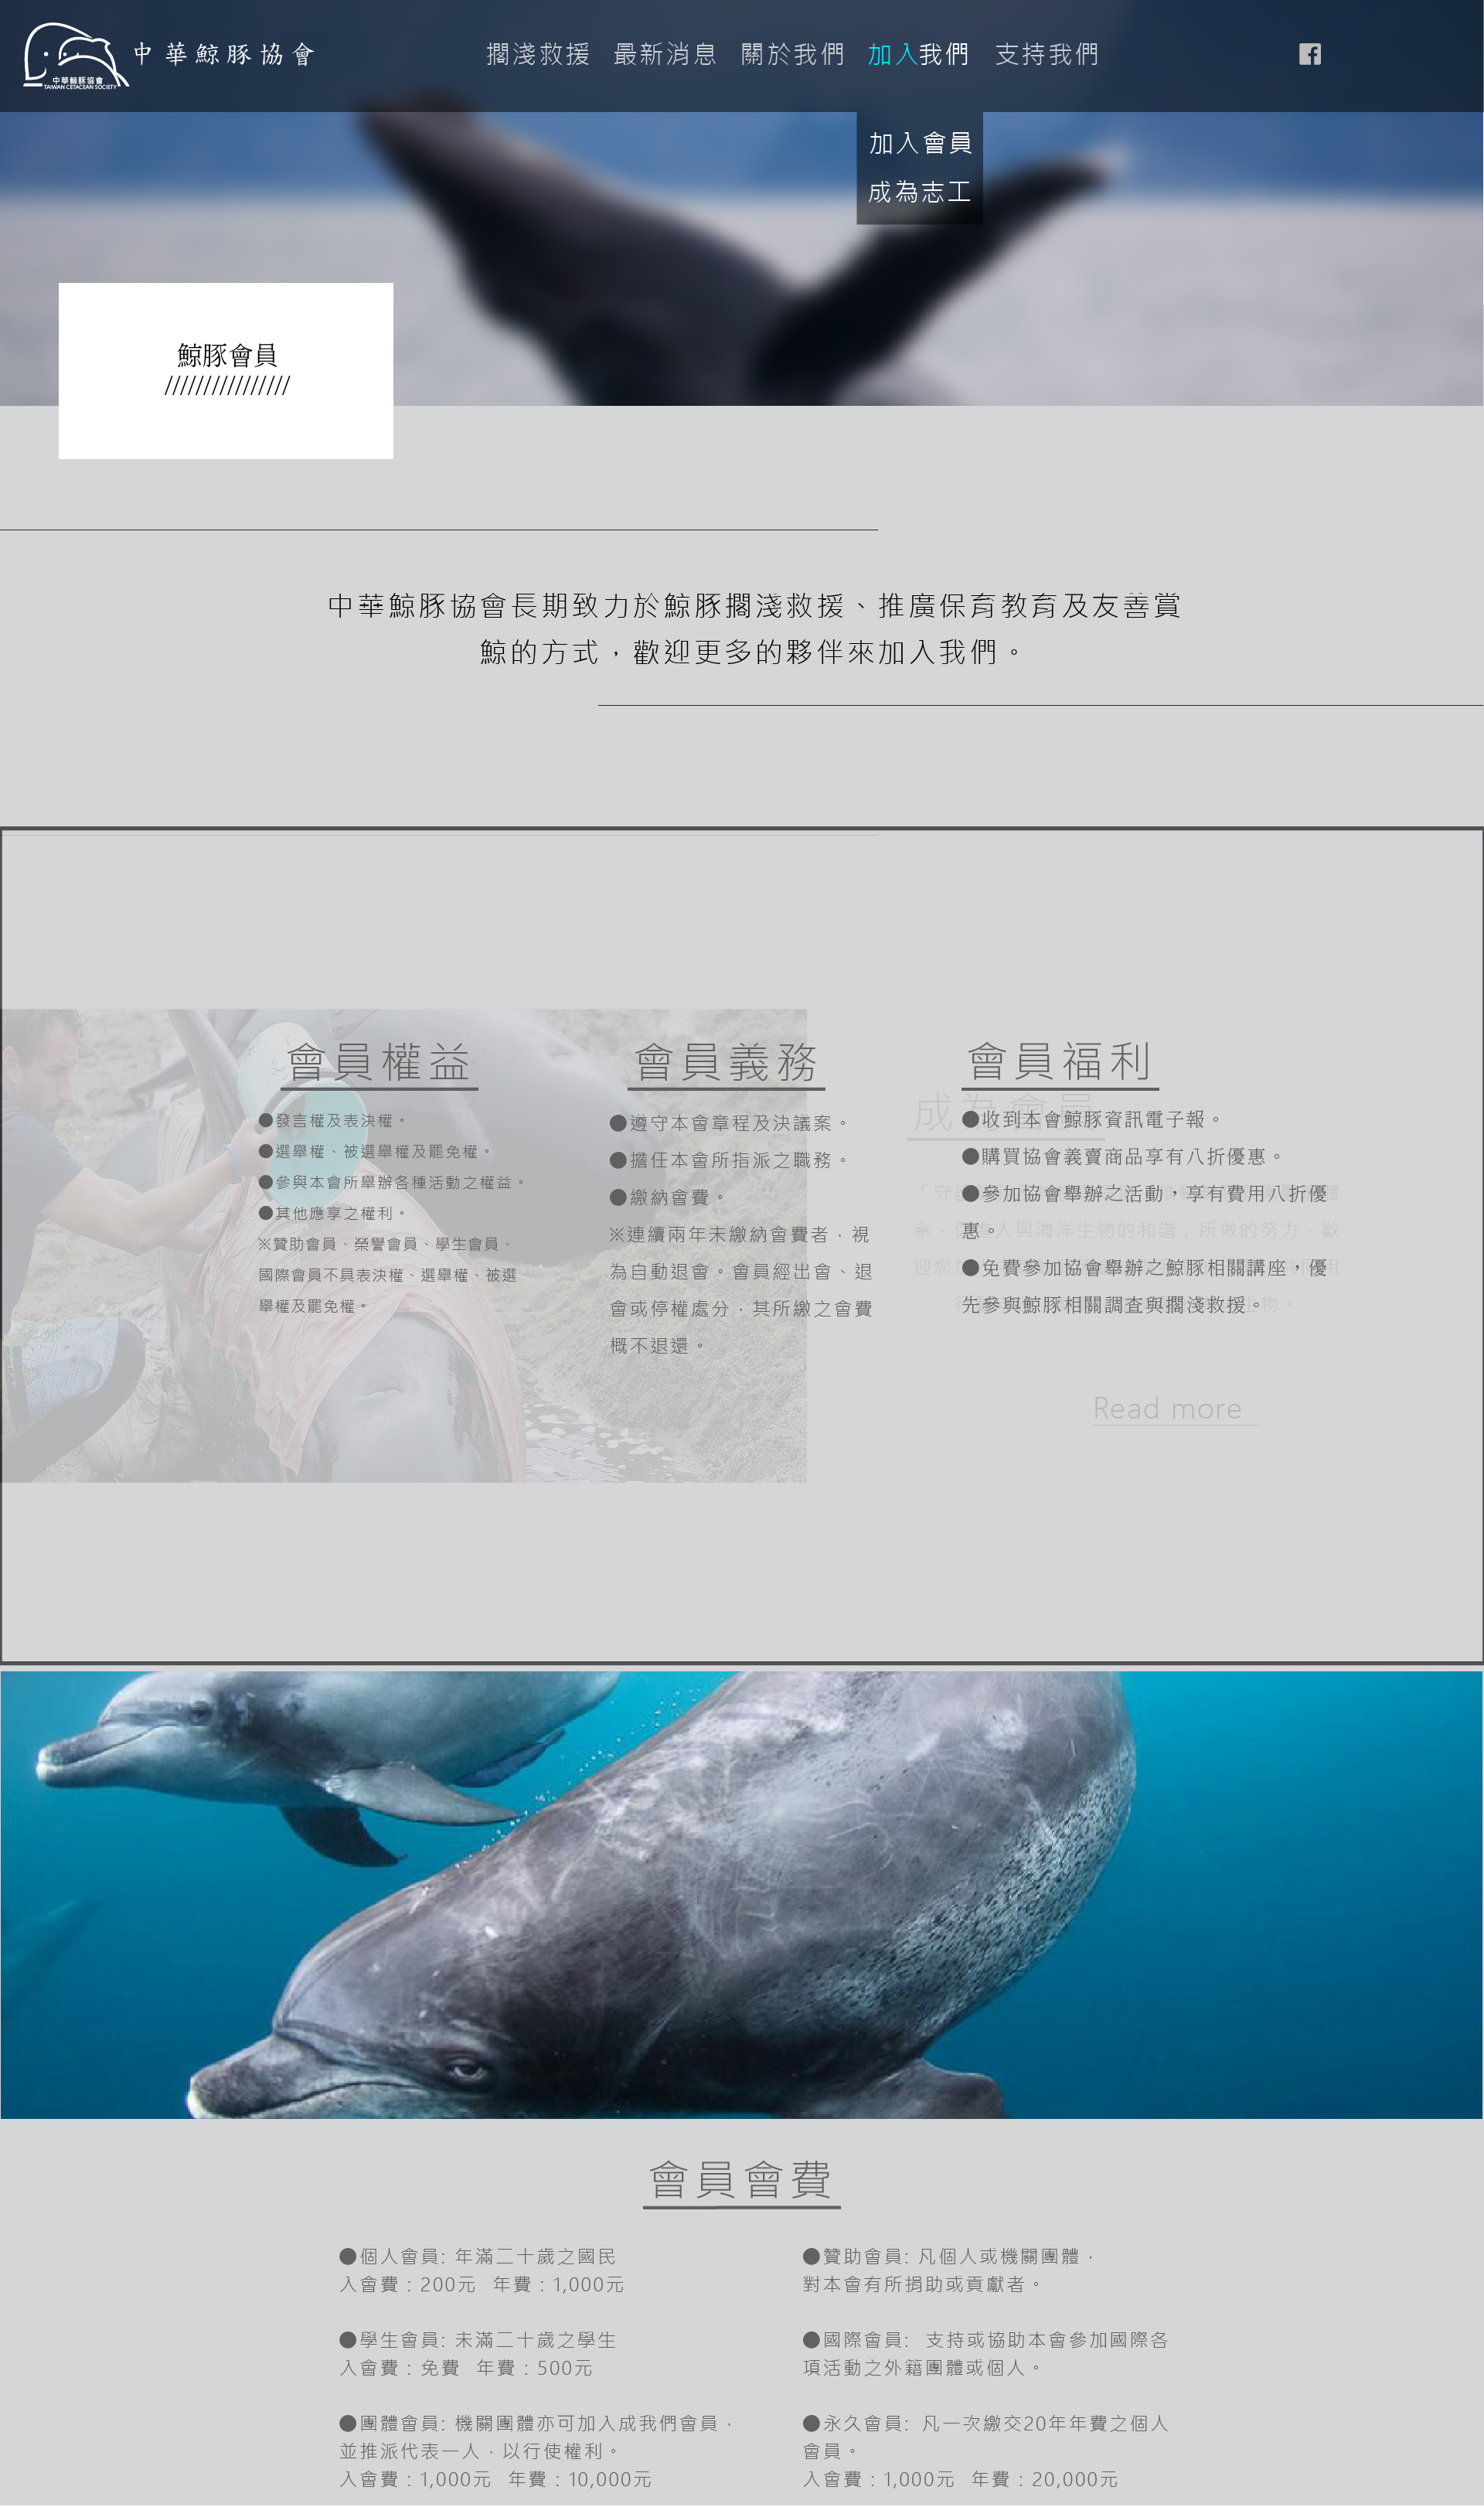 中華鯨豚協會
中華鯨豚協會
TAIWAN CETACEAN SOCIETY
擱淺救援 最新消息 關於我們 加入我們 支持我們
加入會員
成為志工
鯨豚會員
////////////////
中華鯨豚協會長期致力於鯨豚擱淺救援、推廣保育教育及友善賞
鯨的方式，歡迎更多的夥伴來加入我們。
會員權益
●發言權及表決權。
●選舉權、被選舉權及罷免權。
●參與本會所舉辦各種活動之權益。
●其他應享之權利。
※贊助會員、榮譽會員、學生會員、
國際會員不具表決權、選舉權、被選
舉權及罷免權。
會員義務
●遵守本會章程及決議案。
●擔任本會所指派之職務。
●繳納會費。
※連續兩年未繳納會費者，視
為自動退會。會員經出會、退
會或停權處分，其所繳之會費
概不退還。
會員福利
成為會員
●收到本會鯨豚資訊電子報。
●購買協會義賣商品享有八折優惠。
●參加協會舉辦之活動，享有費用八折優
惠。
●免費參加協會舉辦之鯨豚相關講座，優
先參與鯨豚相關調查與擱淺救援。
人與海洋生物的和諧」所做的努力，歡
Read more
會員會費
●個人會員: 年滿二十歲之國民
入會費：200元 年費：1,000元
●學生會員: 未滿二十歲之學生
入會費：免費 年費：500元
●團體會員: 機關團體亦可加入成我們會員，
並推派代表一人，以行使權利。
入會費：1,000元 年費：10,000元
●贊助會員: 凡個人或機關團體，
對本會有所捐助或貢獻者。
●國際會員: 支持或協助本會參加國際各
項活動之外籍團體或個人。
●永久會員: 凡一次繳交20年年費之個人
會員。
入會費：1,000元 年費：20,000元